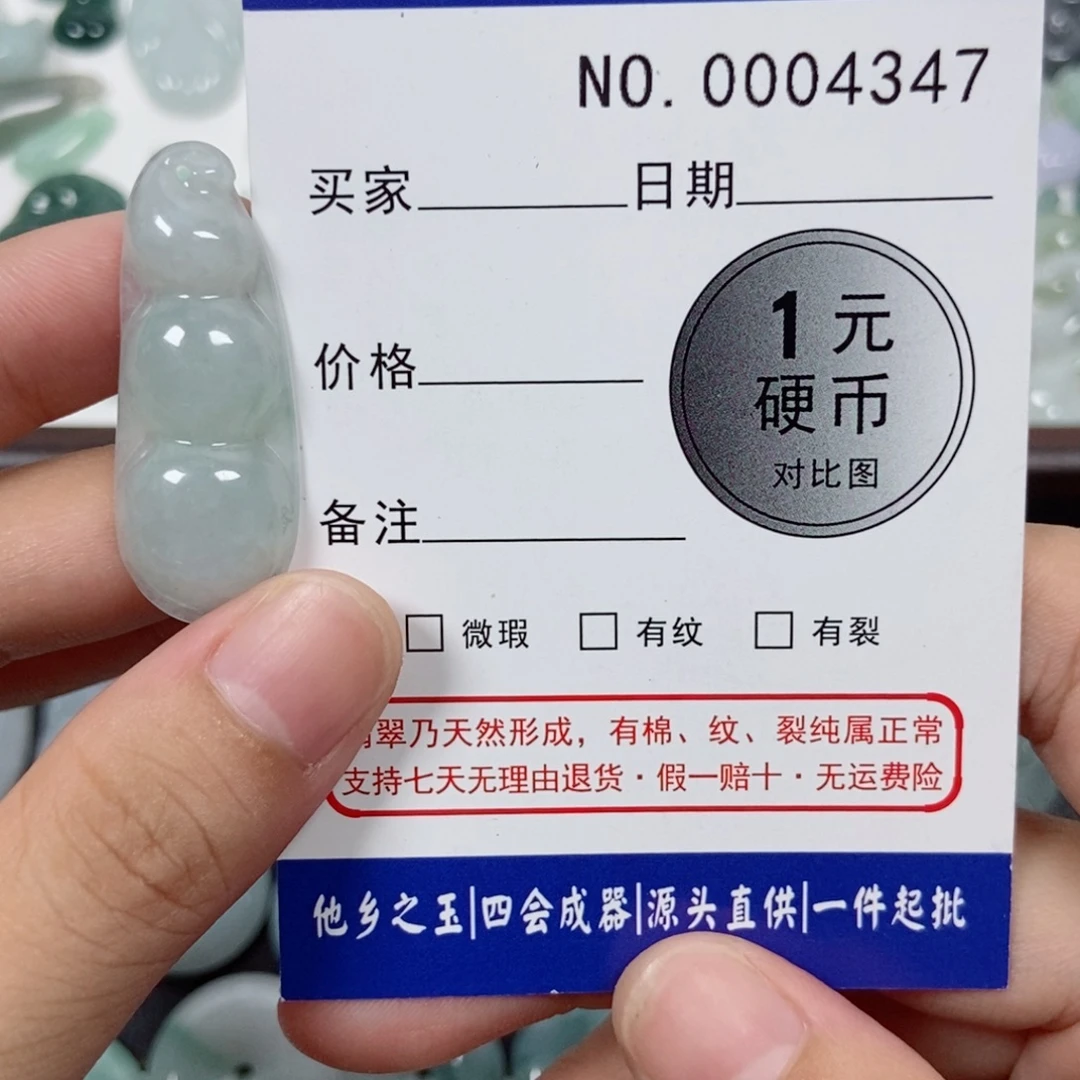 NO. 0004347
买家 日期
价格
1元
硬币
对比图
备注
□ 微瑕 □ 有纹 □ 有裂
翠乃天然形成，有棉、纹、裂纯属正常
支持七天无理由退货·假一赔十·无运费险
他乡之玉|四会成器|源头直供|一件起批